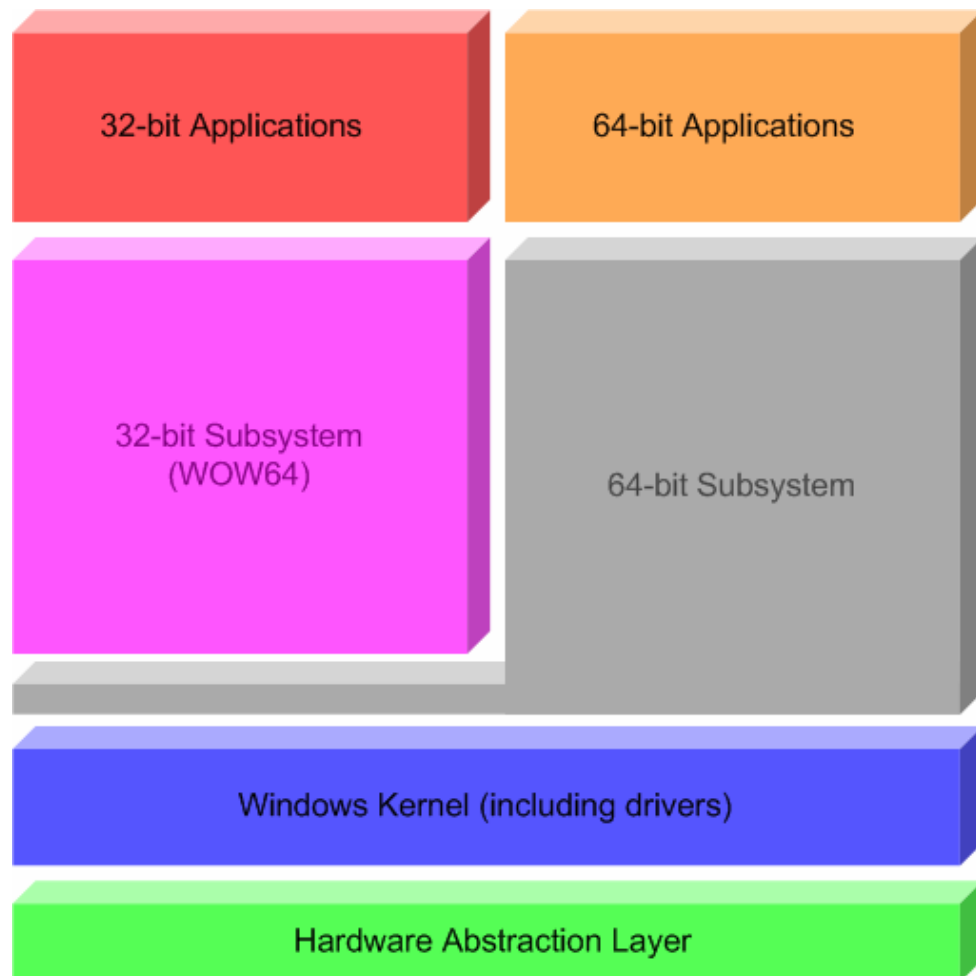 32-bit Applications
64-bit Applications
32-bit Subsystem
(WOW64)
64-bit Subsystem
Windows Kernel (including drivers)
Hardware Abstraction Layer